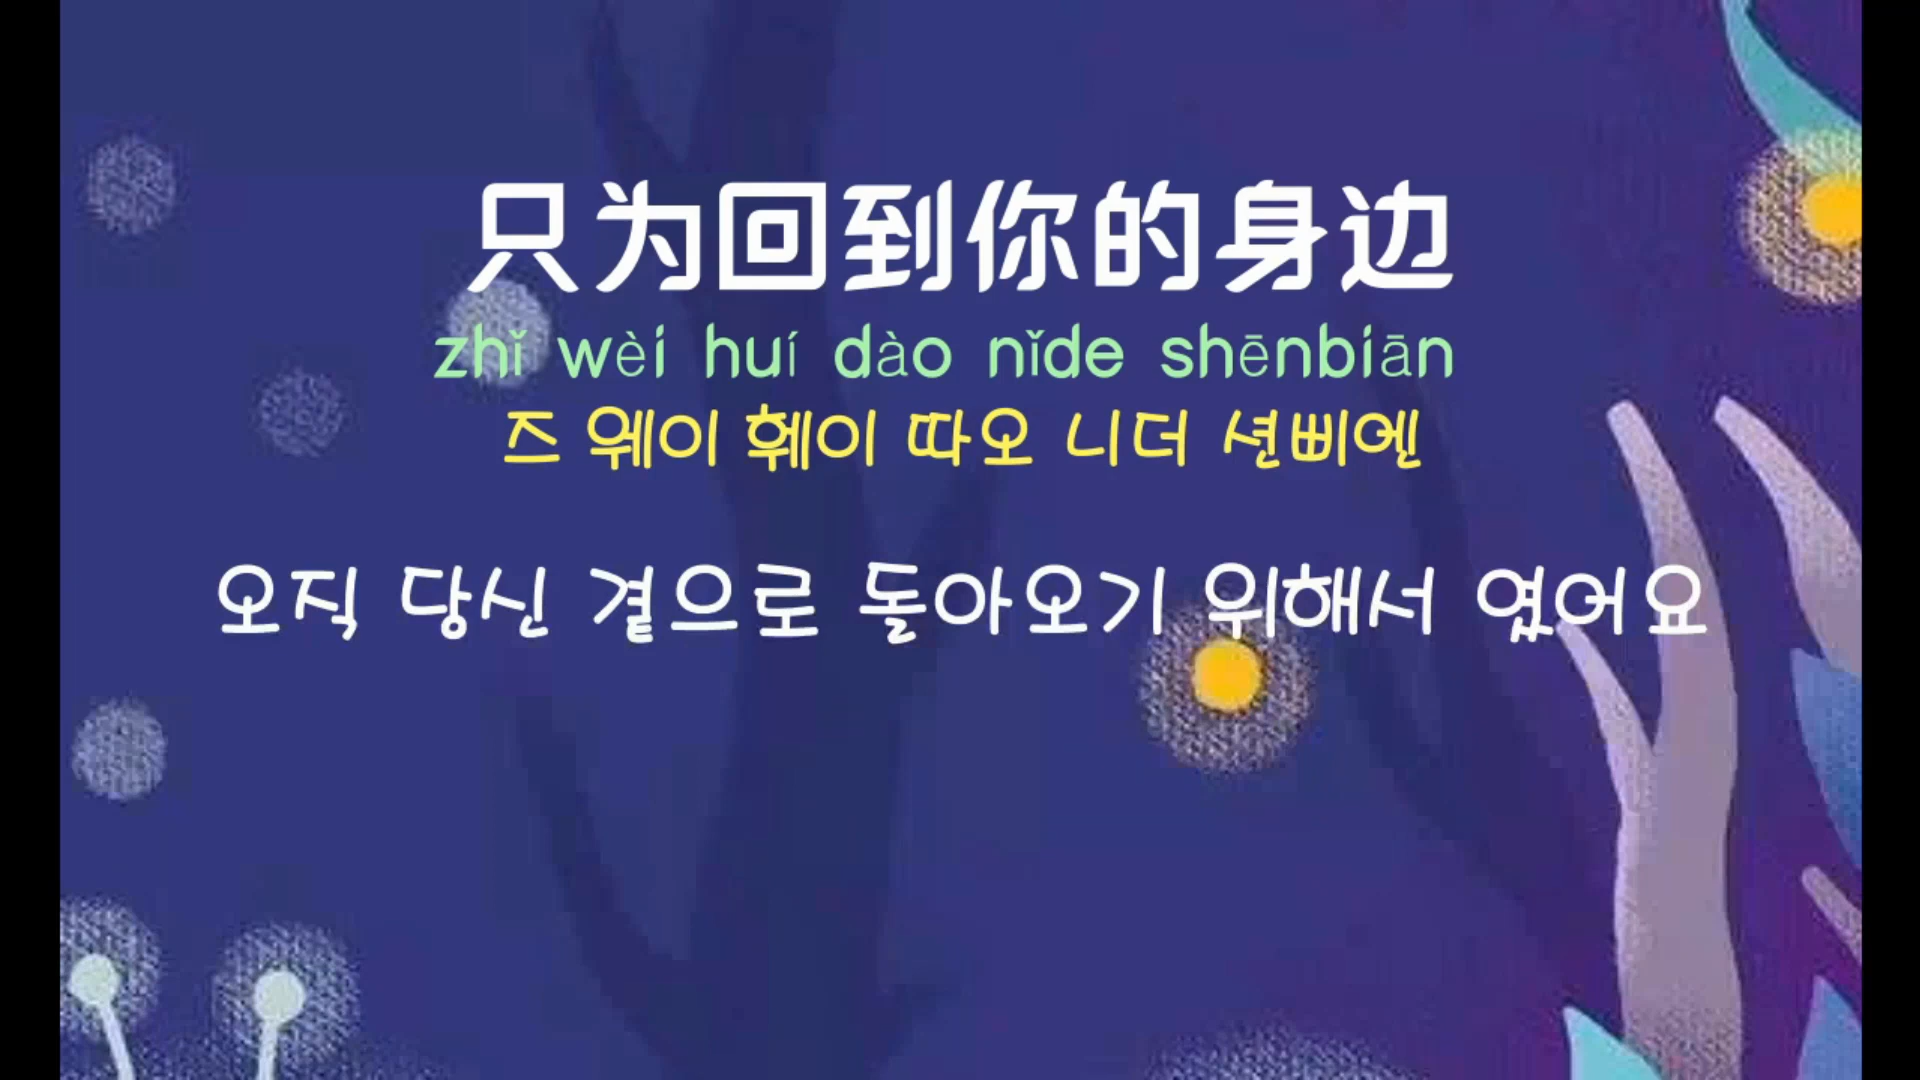 只为回到你的身边
zhǐ wèi huí dào nǐde shēnbiān
즈 웨이 훼이 따오 니더 션삐엔
오직 당신 곁으로 돌아오기 위해서 였어요